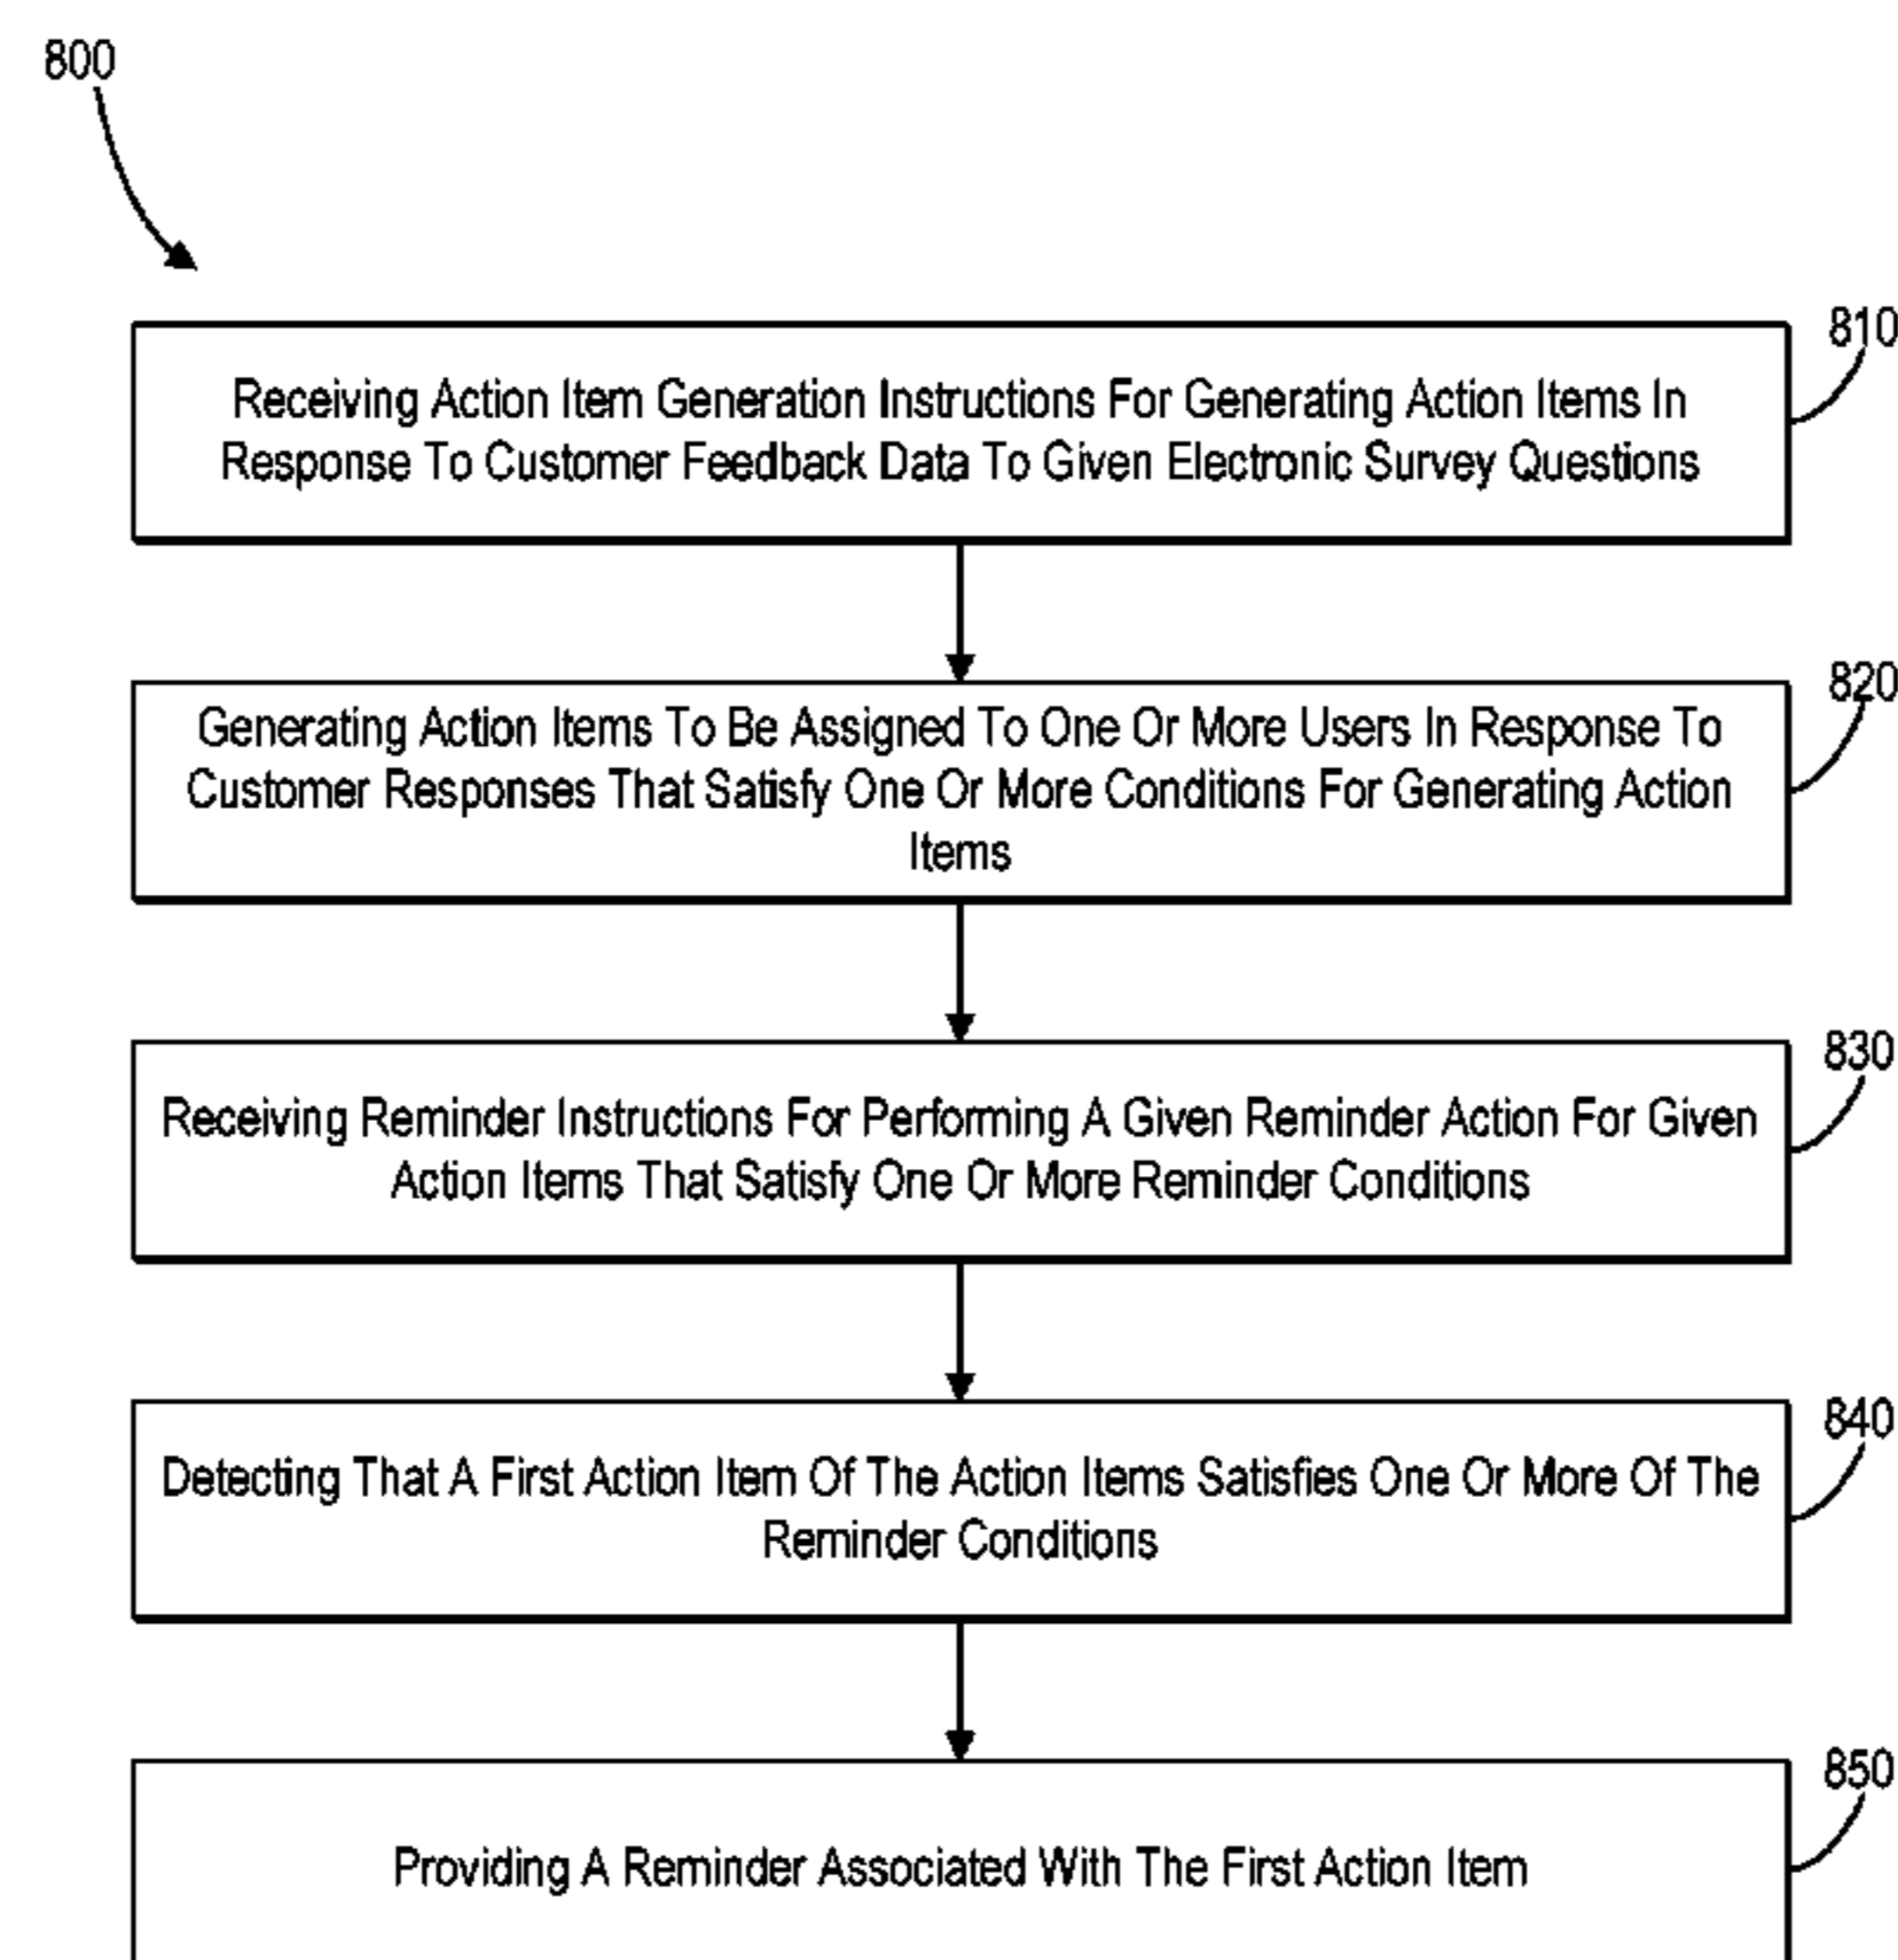 800
810
Receiving Action Item Generation Instructions For Generating Action Items In
Response To Customer Feedback Data To Given Electronic Survey Questions
820
Generating Action Items To Be Assigned To One Or More Users In Response To
Customer Responses That Satisfy One Or More Conditions For Generating Action
Items
830
Receiving Reminder Instructions For Performing A Given Reminder Action For Given
Action Items That Satisfy One Or More Reminder Conditions
840
Detecting That A First Action Item Of The Action Items Satisfies One Or More Of The
Reminder Conditions
850
Providing A Reminder Associated With The First Action Item